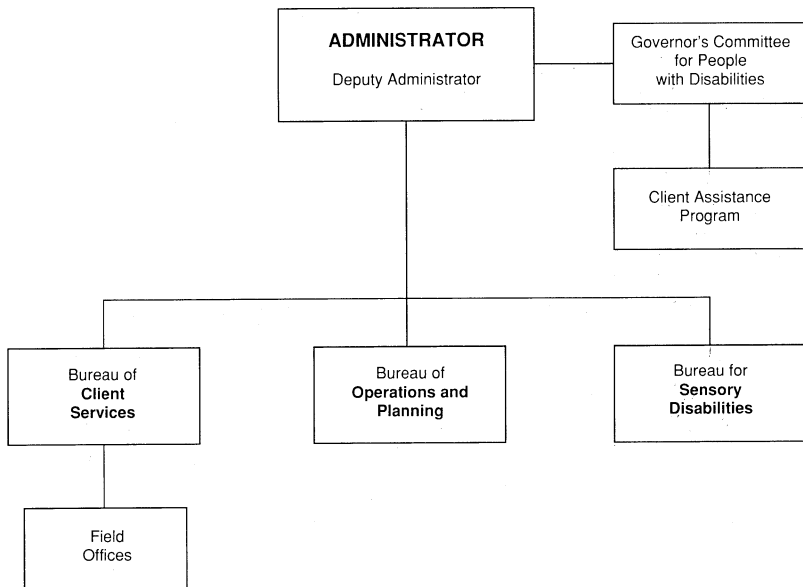 ADMINISTRATOR
Deputy Administrator
Governor's Committee
for People
with Disabilities
Client Assistance
Program
Bureau of
Client
Services
Bureau of
Operations and
Planning
Bureau for
Sensory
Disabilities
Field
Offices